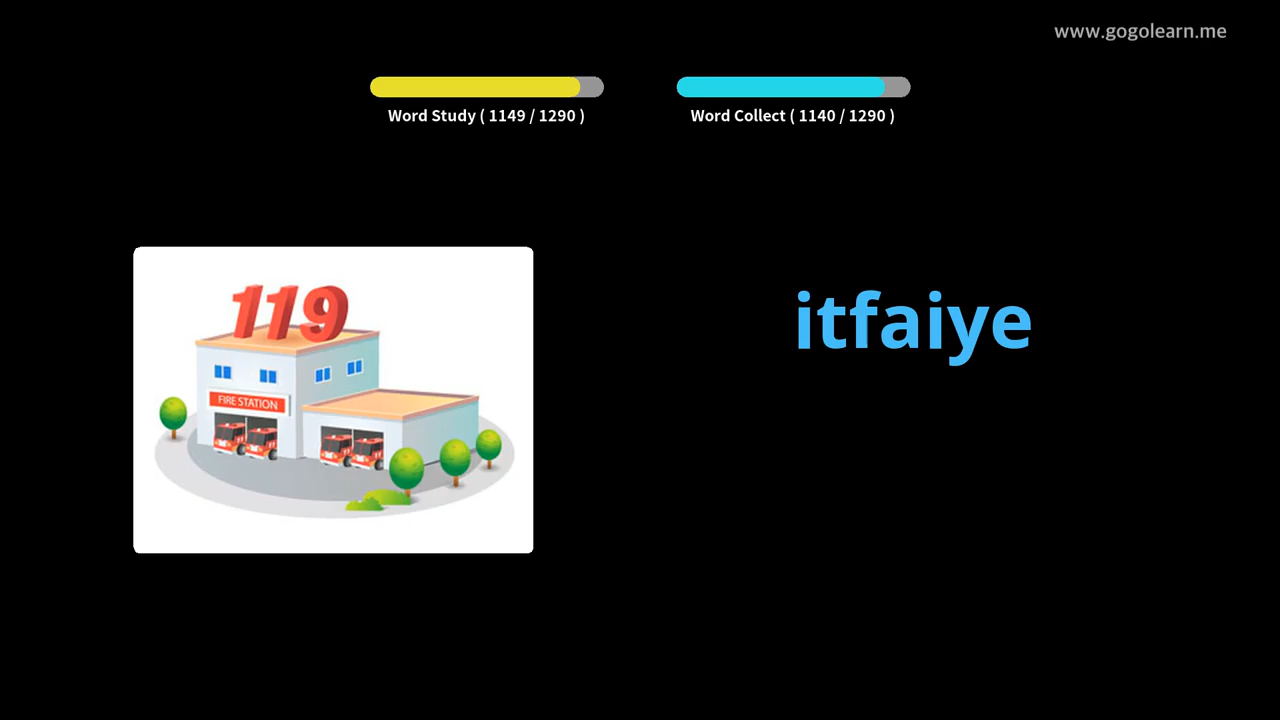 www.gogolearn.me
Word Study ( 1149 / 1290 )
Word Collect ( 1140 / 1290 )
119
FIRE STATION
itfaiye